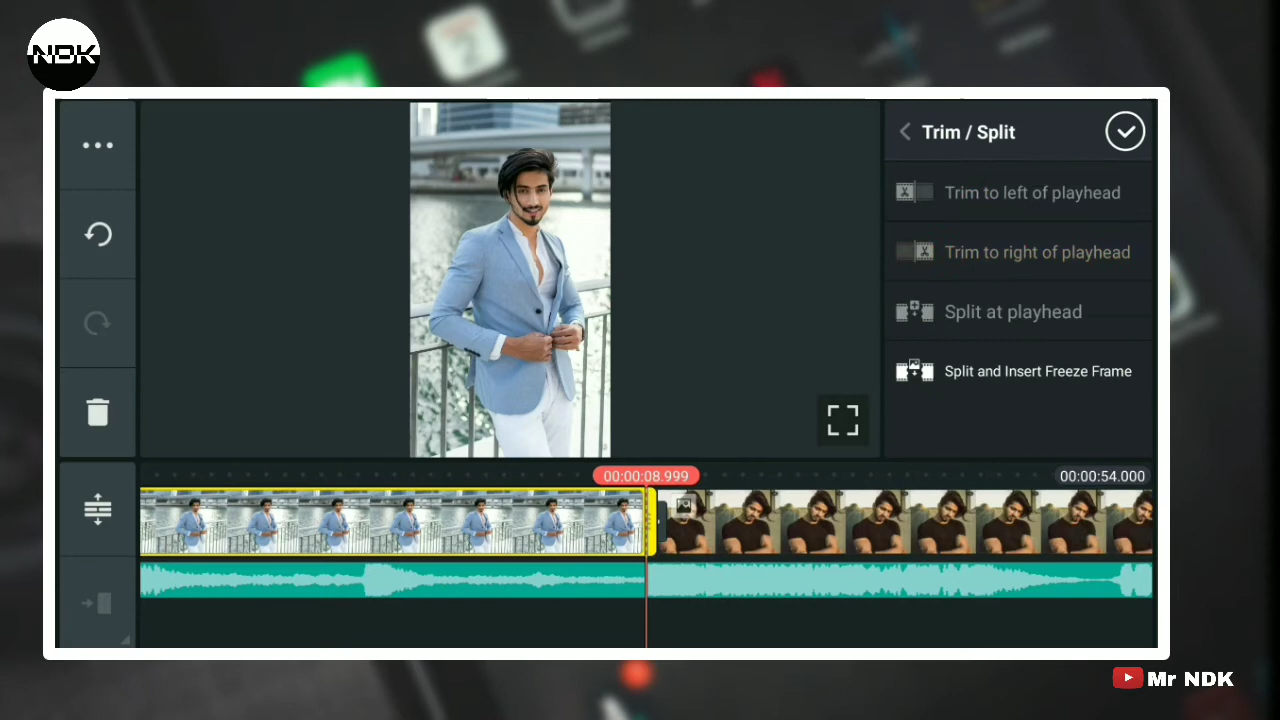 NDK
Trim / Split
Trim to left of playhead
Trim to right of playhead
Split at playhead
Split and Insert Freeze Frame
00:00:08.999
00:00:54.000
Mr NDK